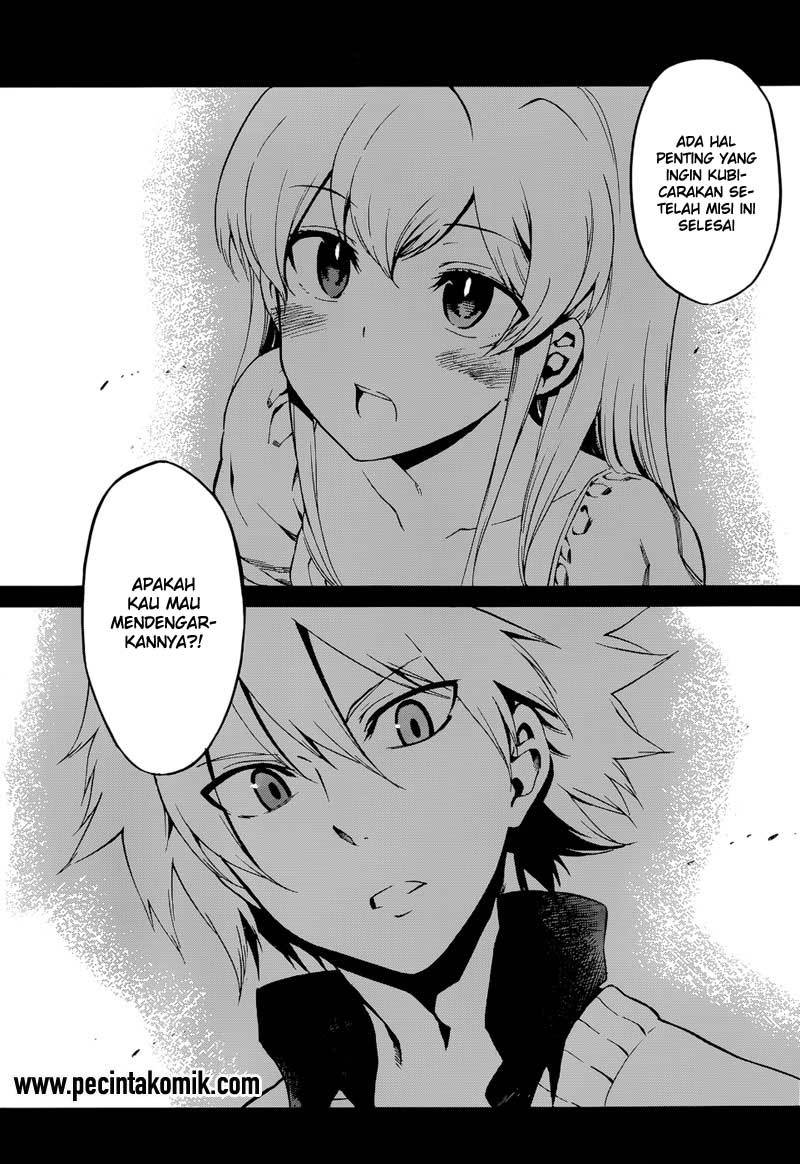 ADA HAL
PENTING YANG
INGIN KUBI-
CARAKAN SE-
TELAH MISI INI
SELESAI
APAKAH
KAU MAU
MENDENGAR-
KANNYA?!
www.pecintakomik.com